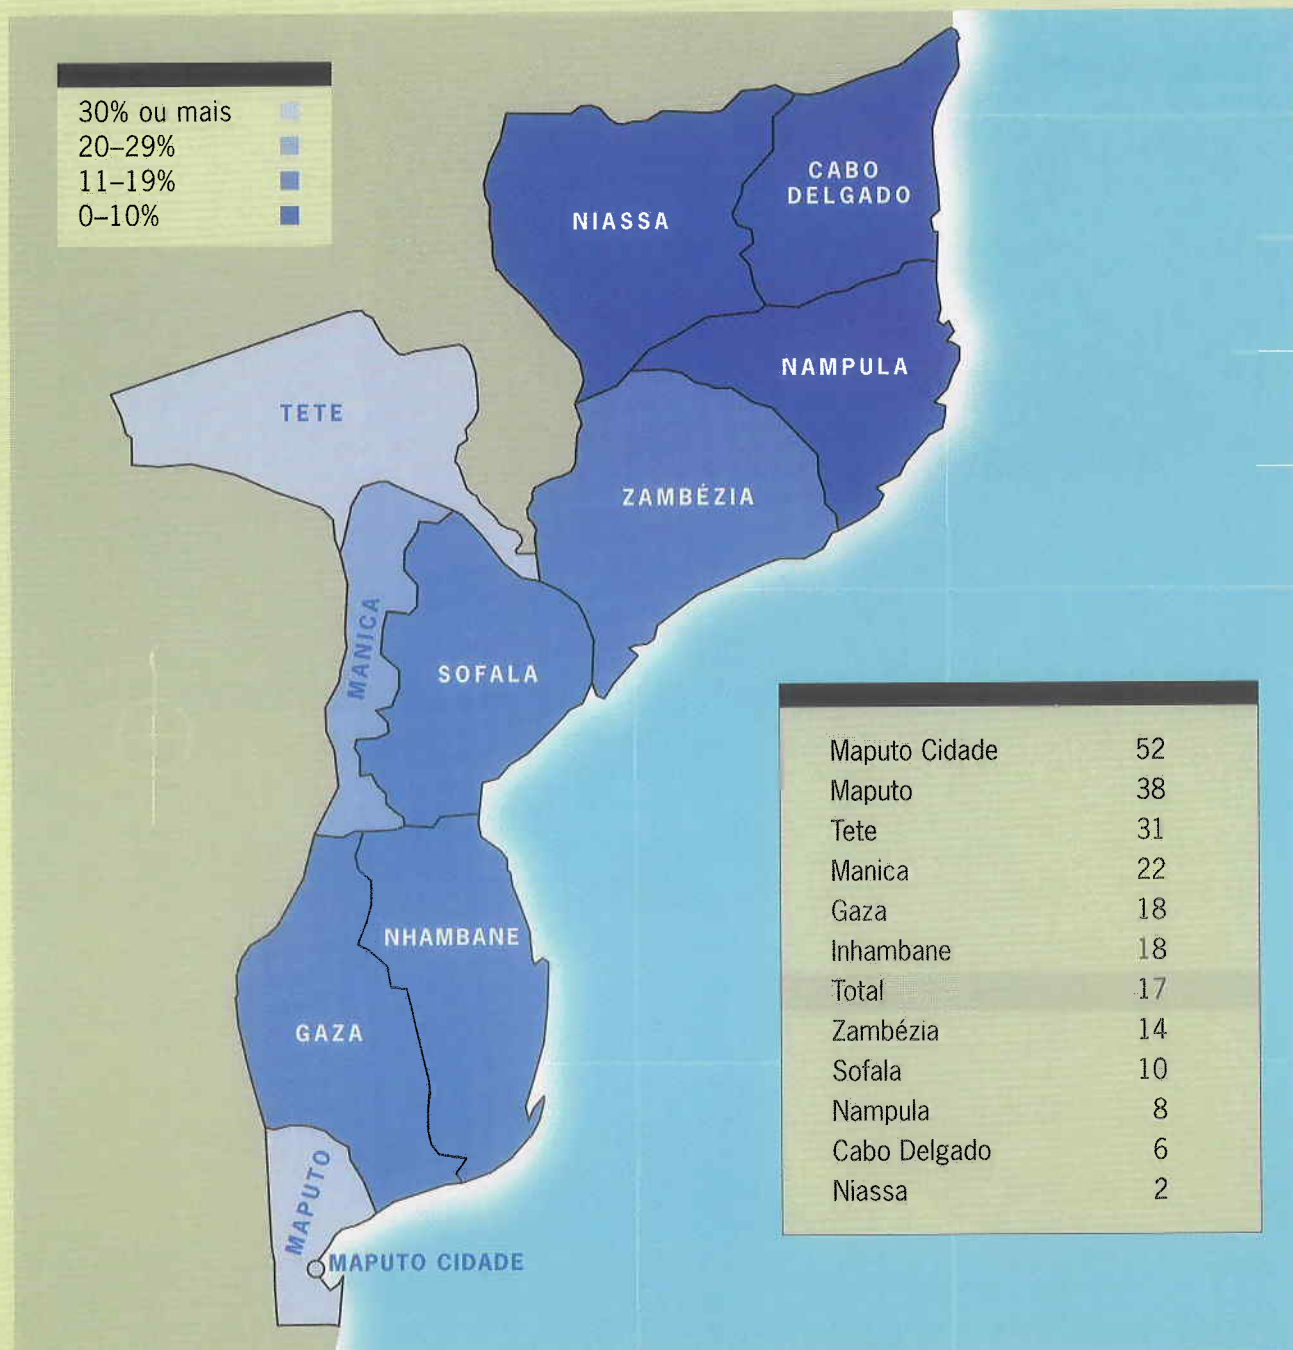 30% ou mais
20–29%
11–19%
0–10%
CABO
DELGADO
NIASSA
NAMPULA
TETE
ZAMBÉZIA
MANICA
SOFALA
NHAMBANE
GAZA
MAPUTO
MAPUTO CIDADE
Maputo Cidade 52
Maputo 38
Tete 31
Manica 22
Gaza 18
Inhambane 18
Total 17
Zambézia 14
Sofala 10
Nampula 8
Cabo Delgado 6
Niassa 2